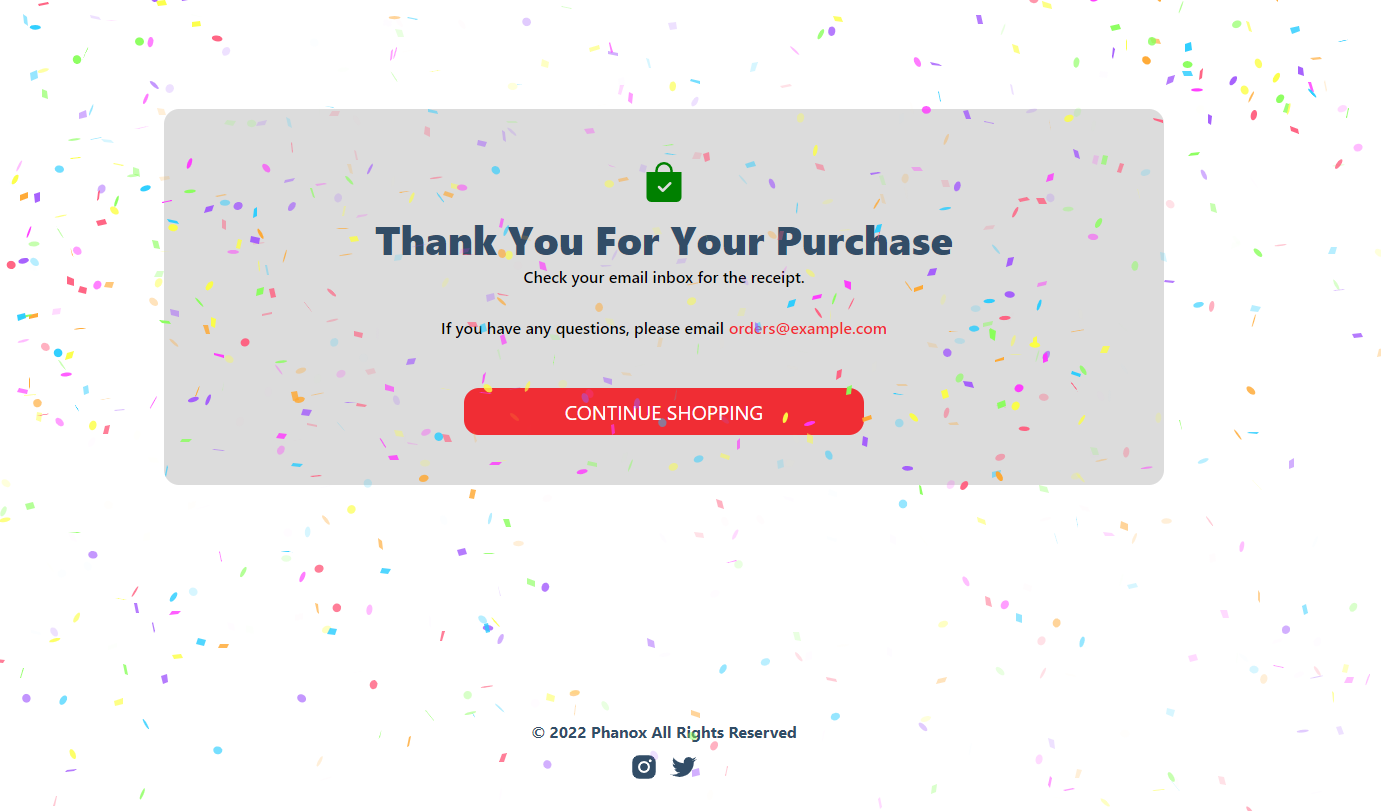 Thank You For Your Purchase
Check your email inbox for the receipt.
If you have any questions, please email orders@example.com
CONTINUE SHOPPING
© 2022 Phanox All Rights Reserved